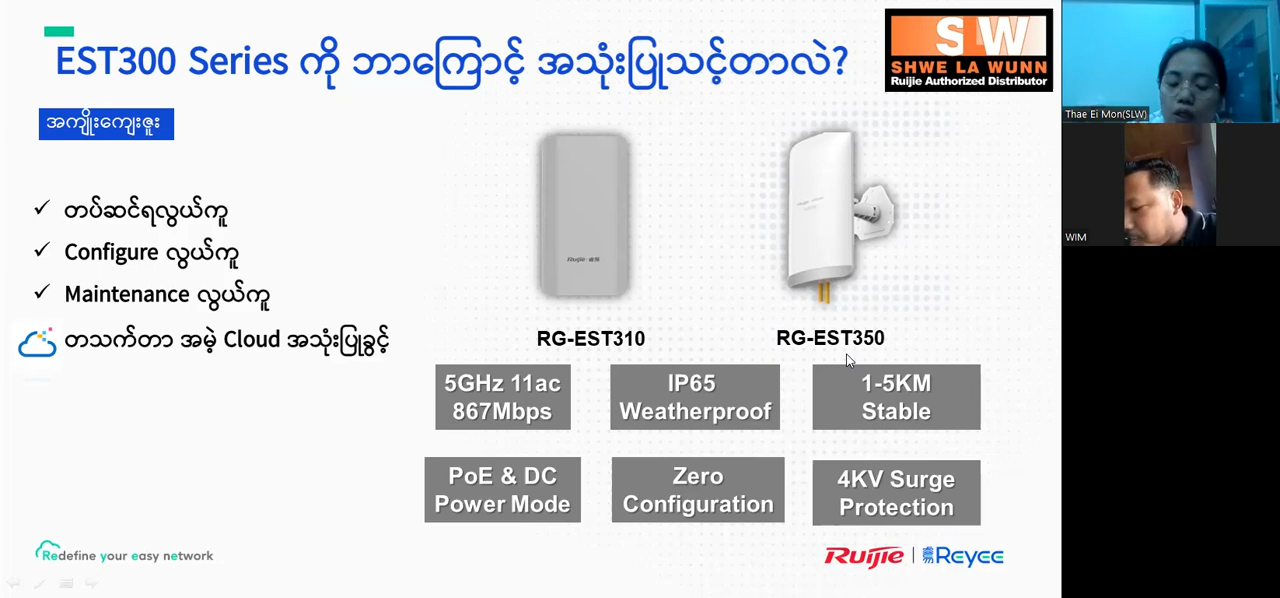 EST300 Series ကို ဘာကြောင့် အသုံးပြုသင့်တာလဲ?
SW
SHWE LA WUNN
Ruijie Authorized Distributor
အကျိုးကျေးဇူး
တပ်ဆင်ရလွယ်ကူ
Configure လွယ်ကူ
Maintenance လွယ်ကူ
တသက်တာ အမဲ့ Cloud အသုံးပြုခွင့်
Ruijie
RG-EST310
RG-EST350
5GHz 11ac
867Mbps
IP65
Weatherproof
1-5KM
Stable
PoE & DC
Power Mode
Zero
Configuration
4KV Surge
Protection
Redefine your easy network
Ruijie | 睿易 Reyee
Thae Ei Mon(SLW)
WIM